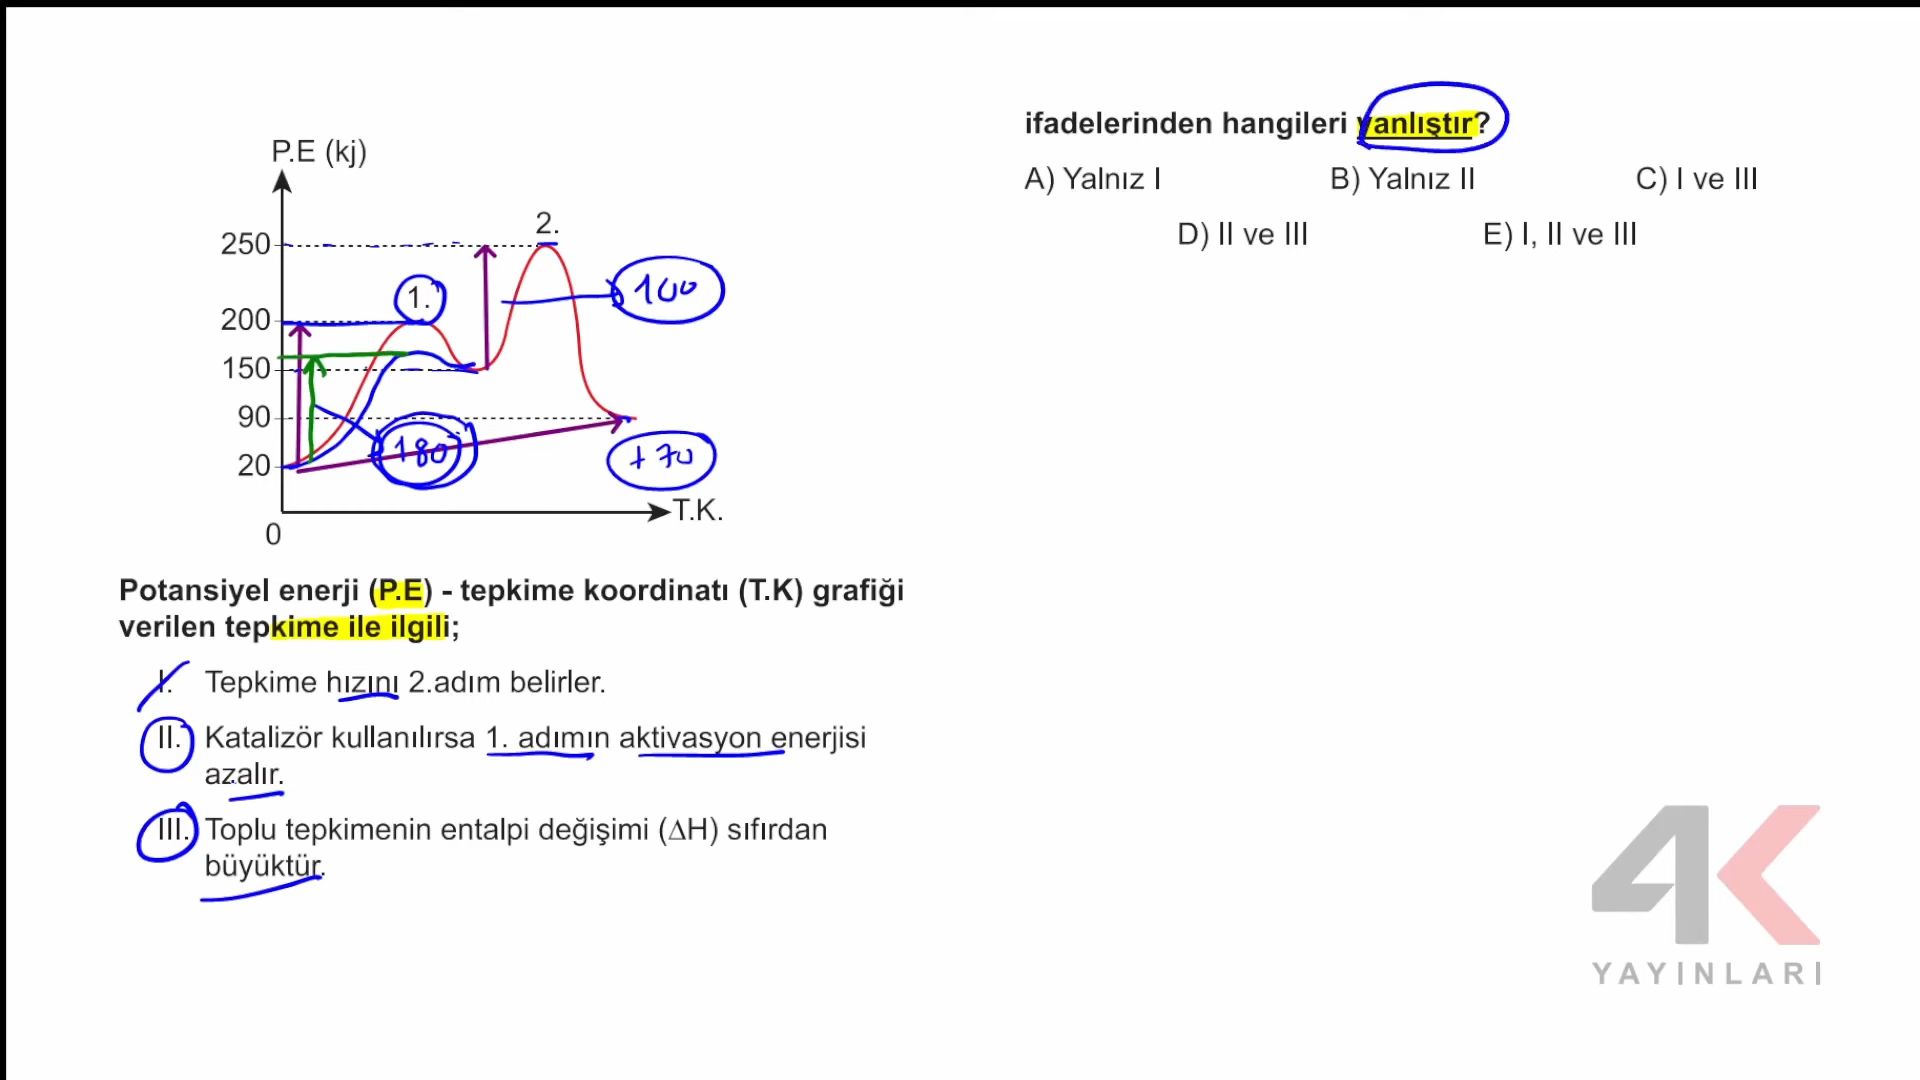 P.E (kj)
250
200
150
90
20
0
1.
2.
100
180
+70
T.K.
Potansiyel enerji (P.E) - tepkime koordinatı (T.K) grafiği
verilen tepkime ile ilgili;
I. Tepkime hızını 2.adım belirler.
II. Katalizör kullanılırsa 1. adımın aktivasyon enerjisi
azalır.
III. Toplu tepkimenin entalpi değişimi (ΔH) sıfırdan
büyüktür.
ifadelerinden hangileri yanlıştır?
A) Yalnız I B) Yalnız II C) I ve III
D) II ve III E) I, II ve III
4K
YAYINLARI